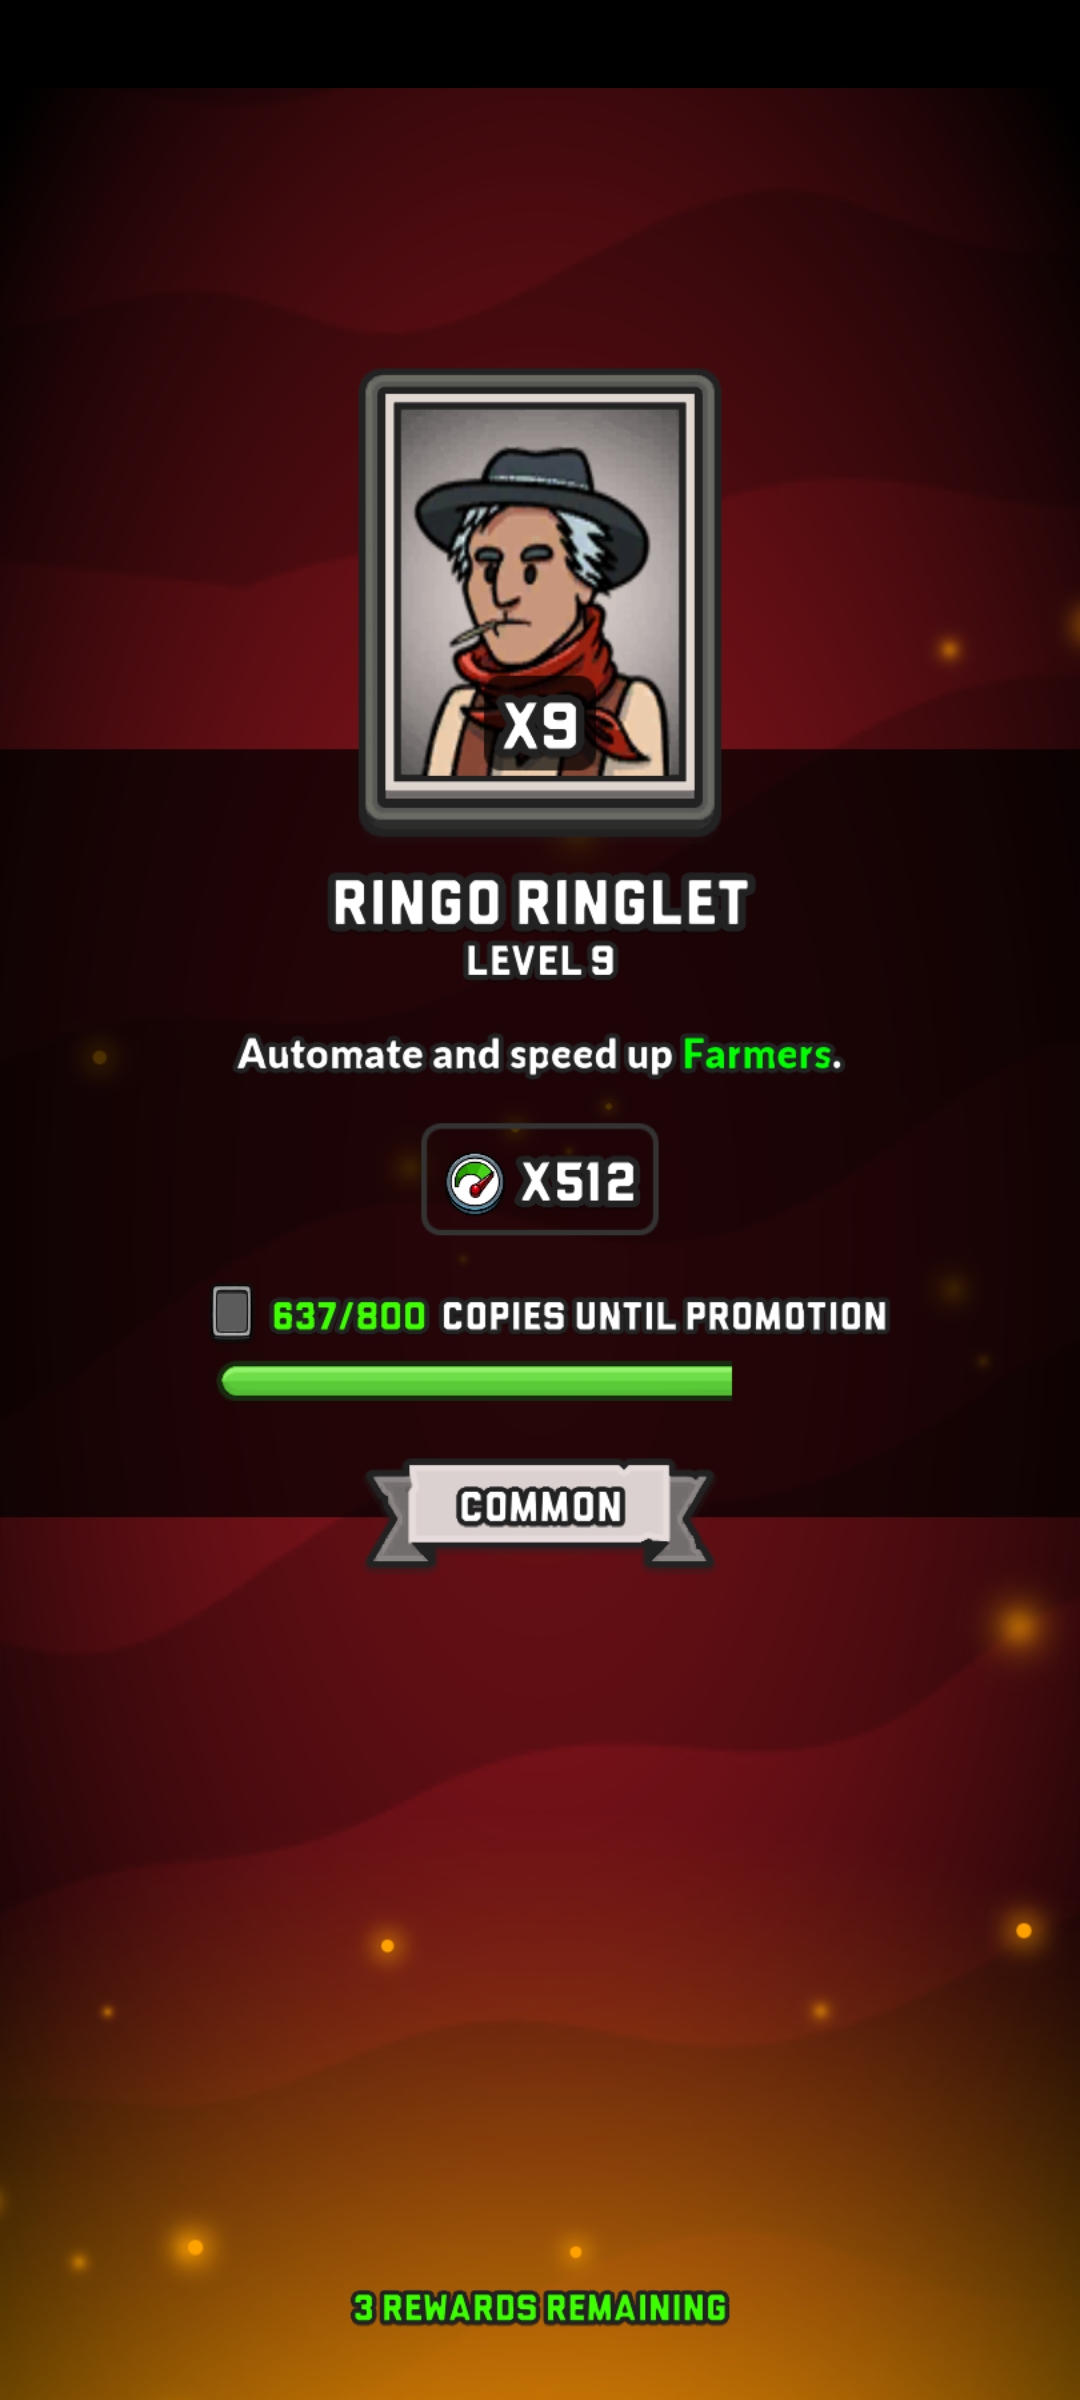 X9
RINGO RINGLET
LEVEL 9
Automate and speed up Farmers.
X512
637/800 COPIES UNTIL PROMOTION
COMMON
3 REWARDS REMAINING